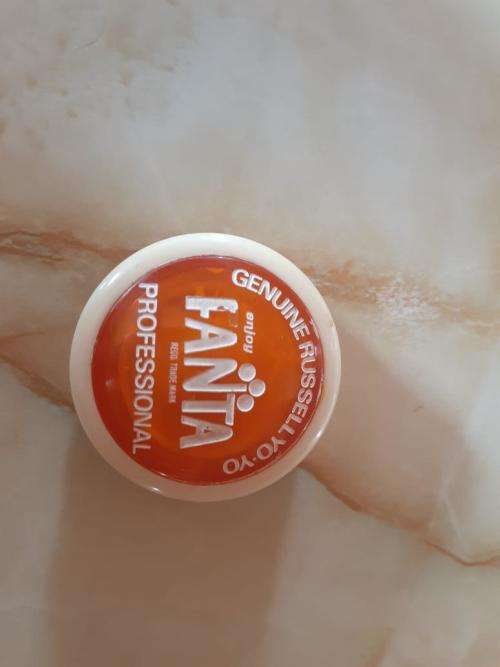 GENUINE RUSSELL YO-YO
enjoy
FANTA
REGD. TRADE MARK
PROFESSIONAL